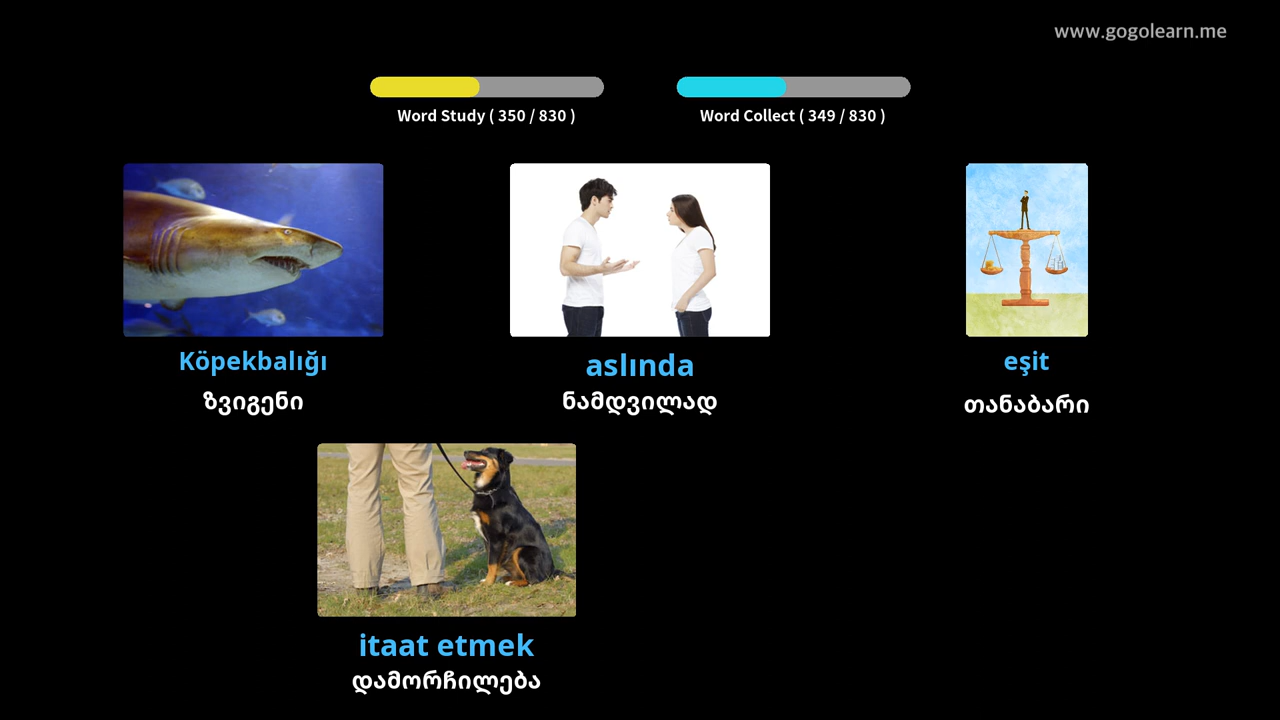 www.gogolearn.me
Word Study ( 350 / 830 )
Word Collect ( 349 / 830 )
Köpekbalığı
ზვიგენი
aslında
ნამდვილად
eşit
თანაბარი
itaat etmek
დამორჩილება